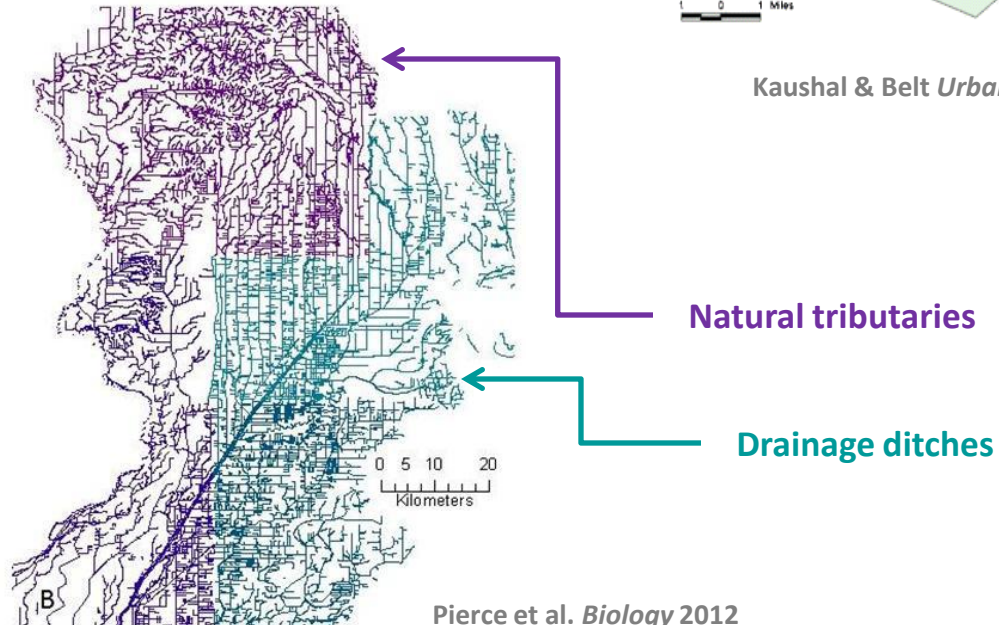 1 0 1 Miles
Kaushal & Belt Urba
Natural tributaries
Drainage ditches
0 5 10 20
Kilometers
B
Pierce et al. Biology 2012